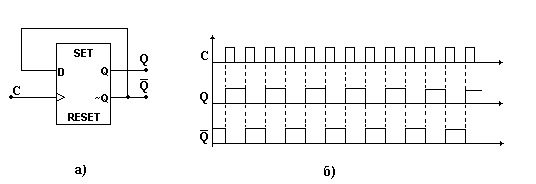 SET
D Q Q
C ~Q Q̅
RESET
а)
C
Q
Q̅
б)